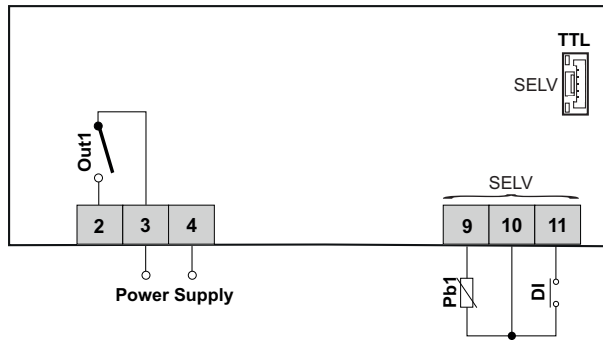 TTL
SELV
Out1
SELV
2 3 4
9 10 11
Power Supply
Pb1
DI